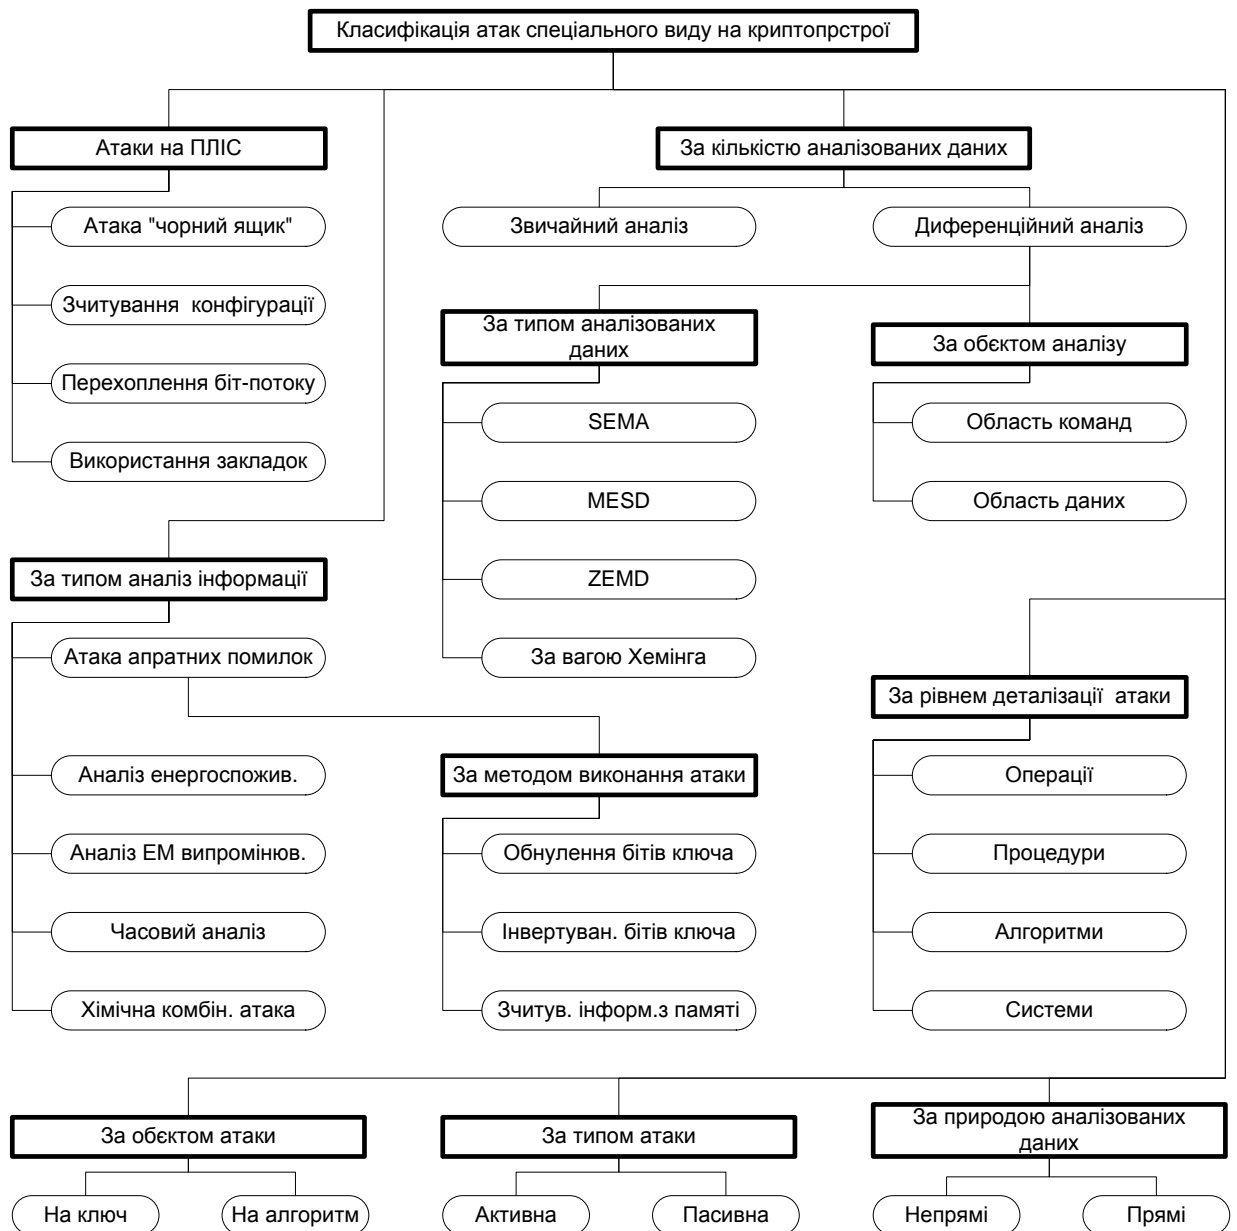 Класифікація атак спеціального виду на криптопрстрої
Атаки на ПЛІС
За кількістю аналізованих даних
Атака "чорний ящик"
Звичайний аналіз
Диференційний аналіз
Зчитування конфігурації
За типом аналізованих
даних
За обєктом аналізу
Перехоплення біт-потоку
SEMA
Область команд
Використання закладок
MESD
Область даних
За типом аналіз інформації
ZEMD
Атака апратних помилок
За вагою Хемінга
За рівнем деталізації атаки
Аналіз енергоспожив.
За методом виконання атаки
Операції
Аналіз ЕМ випромінюв.
Обнулення бітів ключа
Процедури
Часовий аналіз
Інвертуван. бітів ключа
Алгоритми
Хімічна комбін. атака
Зчитув. інформ.з памяті
Системи
За обєктом атаки
За типом атаки
За природою аналізованих
даних
На ключ
На алгоритм
Активна
Пасивна
Непрямі
Прямі